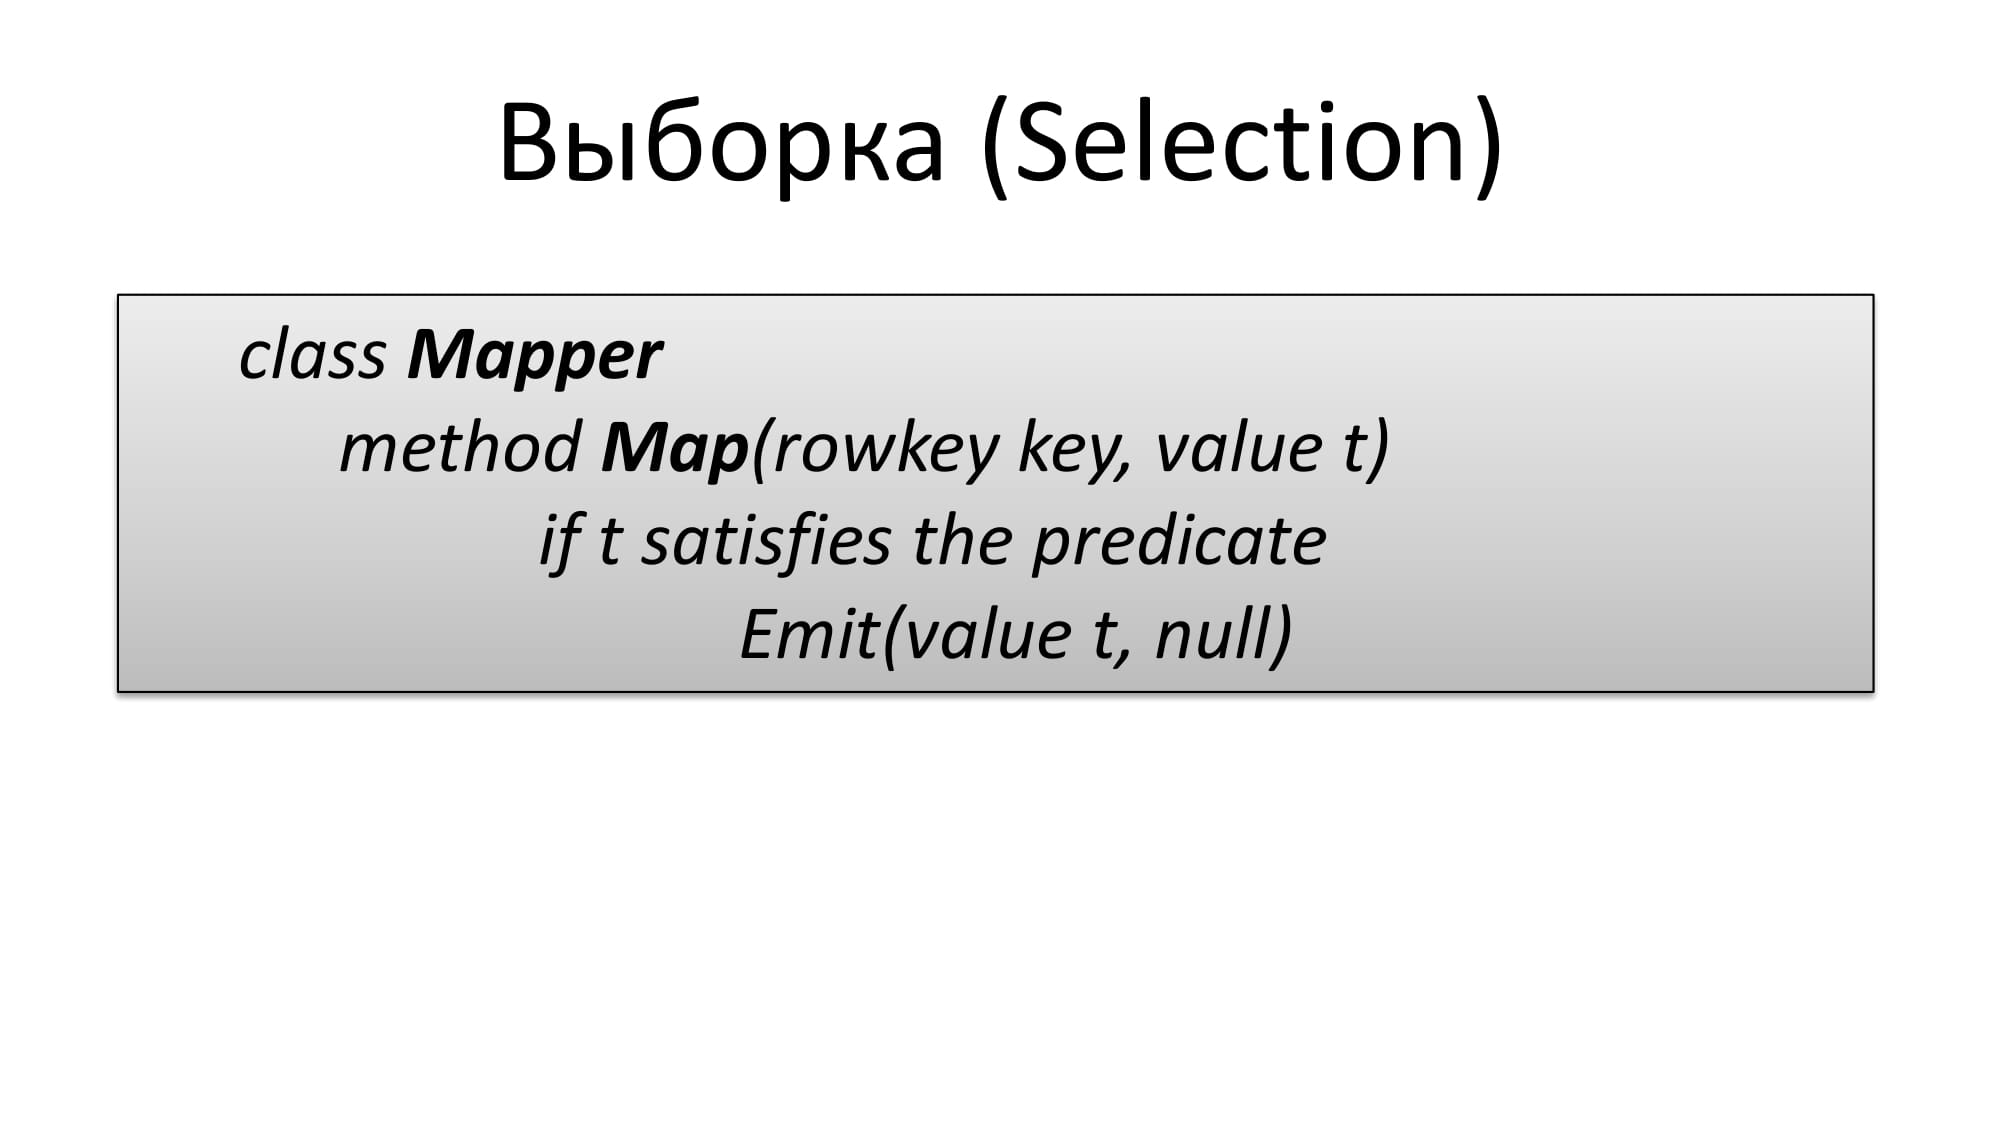 Выборка (Selection)
class Mapper
method Map(rowkey key, value t)
if t satisfies the predicate
Emit(value t, null)